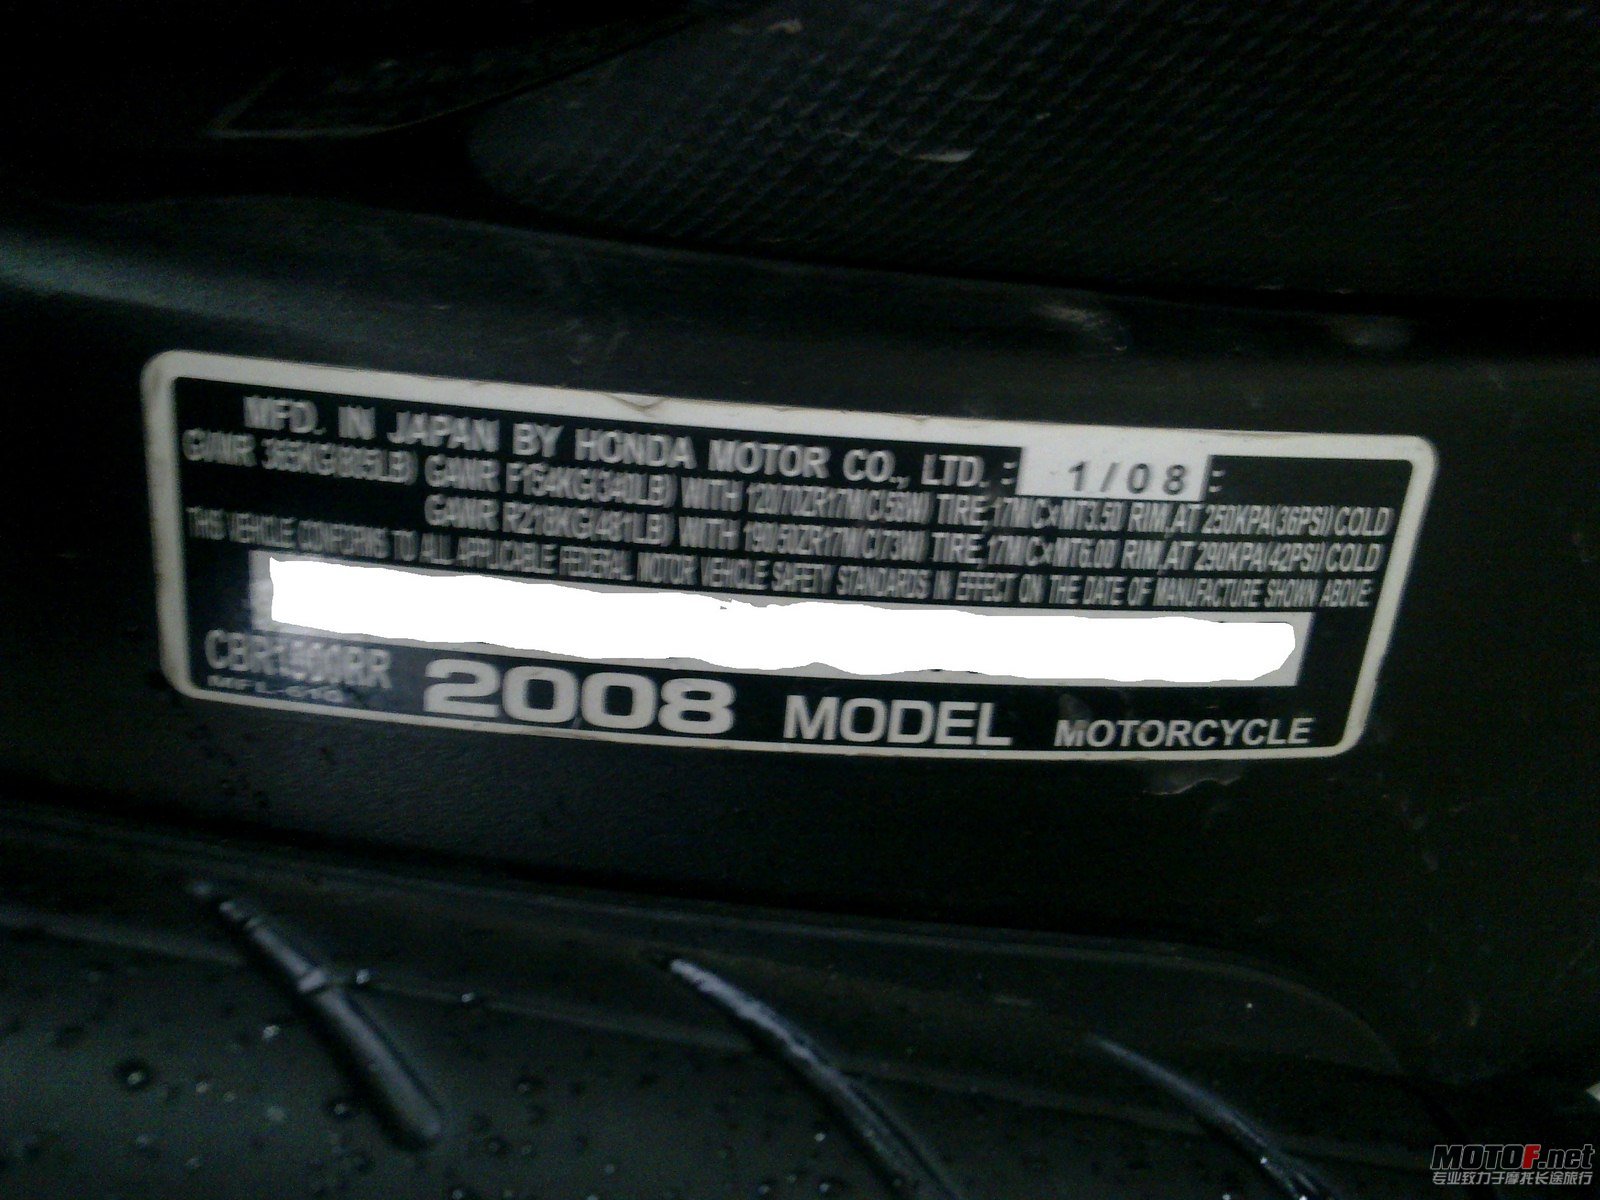 MFD. IN JAPAN BY HONDA MOTOR CO., LTD. : 1/08 :
GVWR 365KG(805LB) GAWR F154KG(340LB) WITH 120/70ZR17M/C(58W) TIRE,17M/C×MT3.50 RIM,AT 250KPA(36PSI)COLD
GAWR R218KG(481LB) WITH 190/50ZR17M/C(73W) TIRE,17M/C×MT6.00 RIM,AT 290KPA(42PSI)COLD
THIS VEHICLE CONFORMS TO ALL APPLICABLE FEDERAL MOTOR VEHICLE SAFETY STANDARDS IN EFFECT ON THE DATE OF MANUFACTURE SHOWN ABOVE.
CBR1000RR 2008 MODEL MOTORCYCLE
MOTOF.net
专业致力于摩托长途旅行